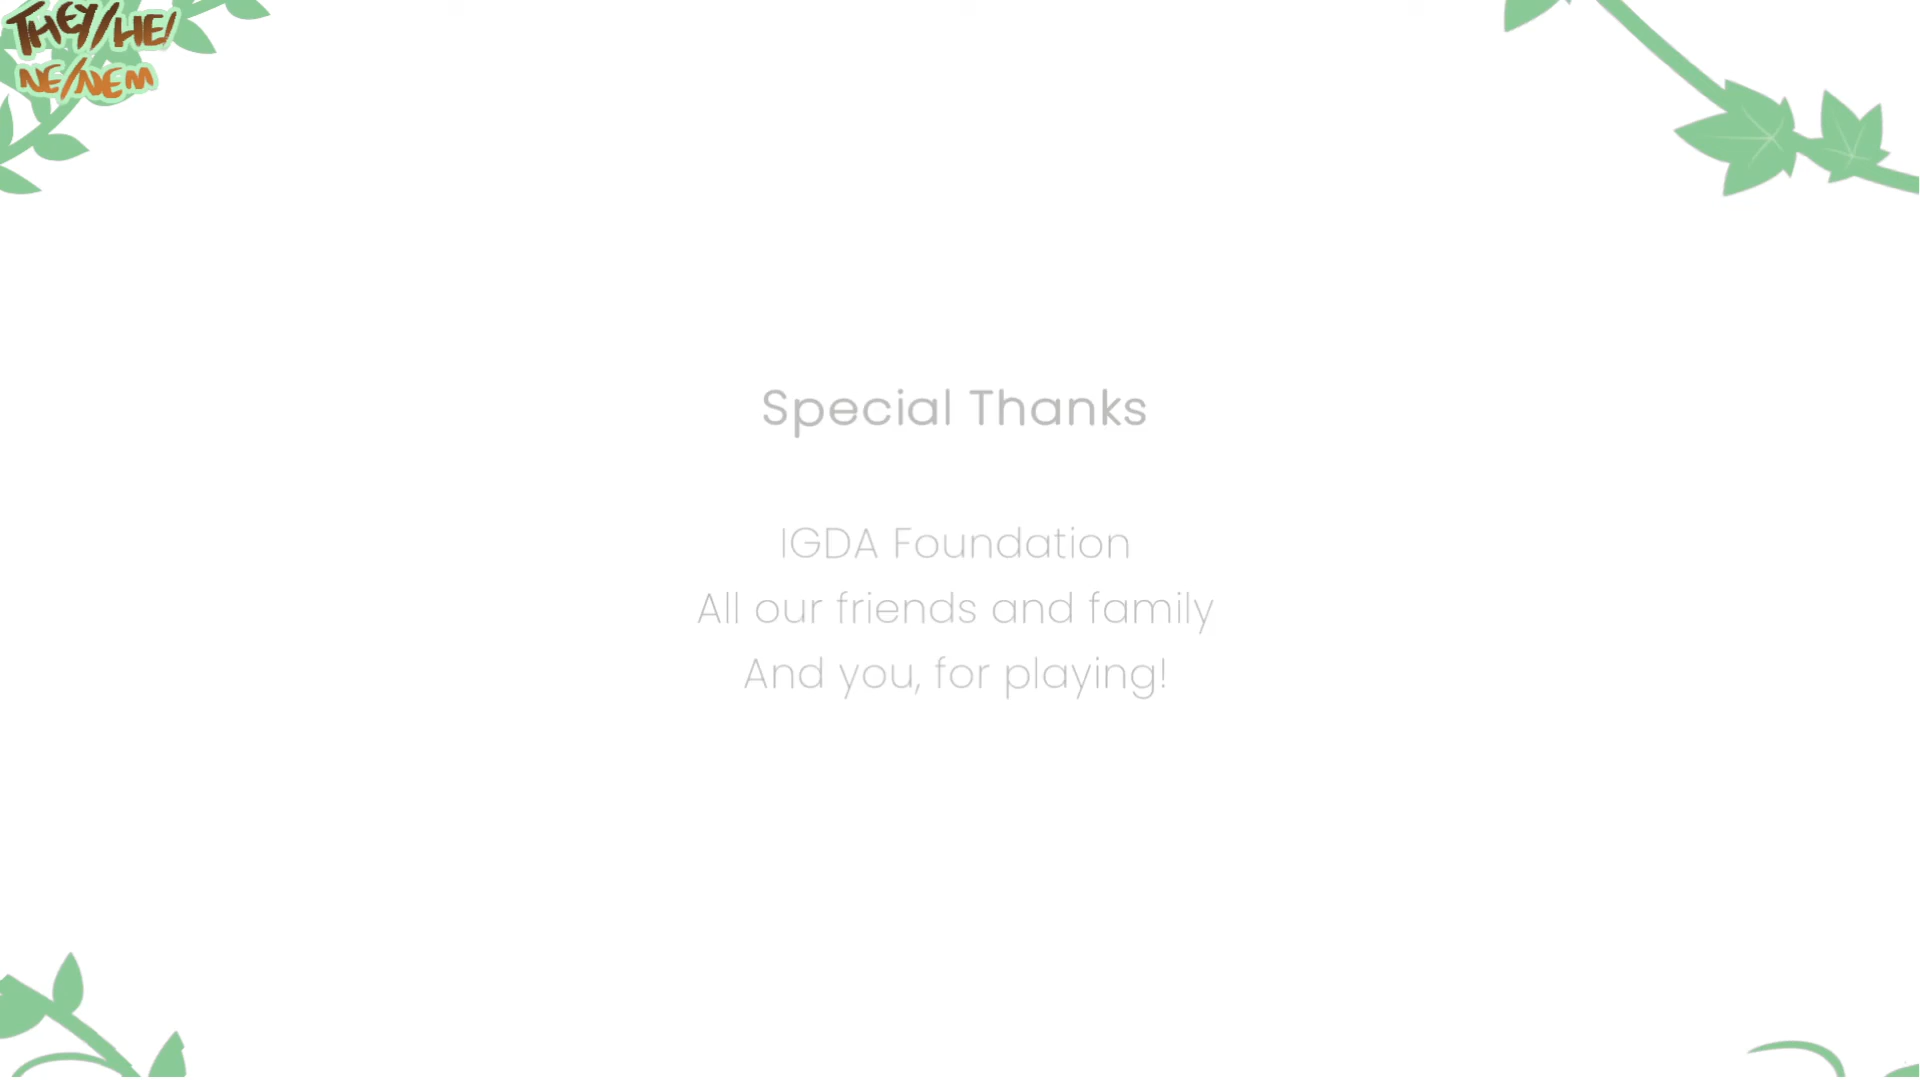 THEY/HE/
NE/NEM
Special Thanks
IGDA Foundation
All our friends and family
And you, for playing!